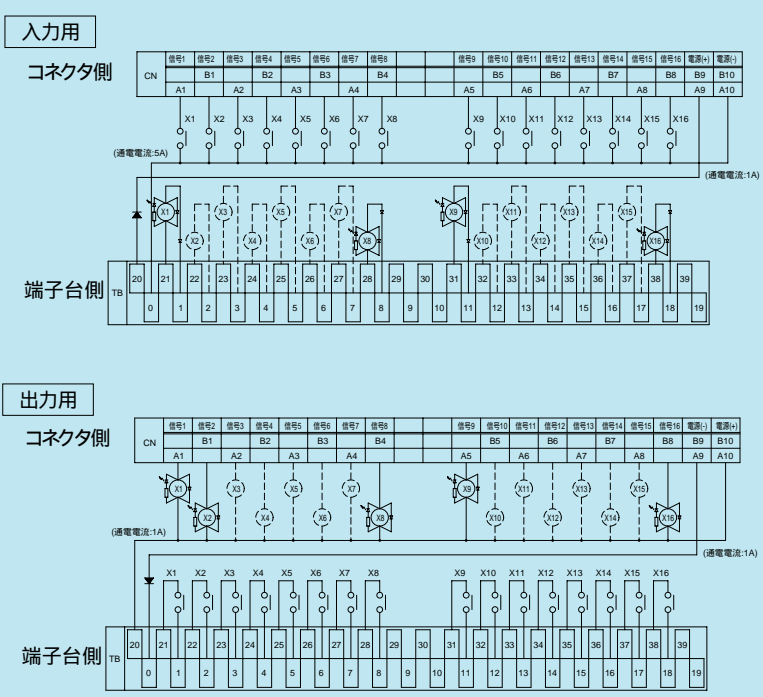 入力用
コネクタ側
CN 信号1 信号2 信号3 信号4 信号5 信号6 信号7 信号8 信号9 信号10 信号11 信号12 信号13 信号14 信号15 信号16 電源(+) 電源(-)
B1 B2 B3 B4 B5 B6 B7 B8 B9 B10
A1 A2 A3 A4 A5 A6 A7 A8 A9 A10
X1 X2 X3 X4 X5 X6 X7 X8 X9 X10 X11 X12 X13 X14 X15 X16
(通電電流:5A)
(通電電流:1A)
X1 X3 X5 X7 X9 X11 X13 X15
X2 X4 X6 X8 X10 X12 X14 X16
端子台側
TB
20 21 22 23 24 25 26 27 28 29 30 31 32 33 34 35 36 37 38 39
0 1 2 3 4 5 6 7 8 9 10 11 12 13 14 15 16 17 18 19
出力用
コネクタ側
CN 信号1 信号2 信号3 信号4 信号5 信号6 信号7 信号8 信号9 信号10 信号11 信号12 信号13 信号14 信号15 信号16 電源(-) 電源(+)
B1 B2 B3 B4 B5 B6 B7 B8 B9 B10
A1 A2 A3 A4 A5 A6 A7 A8 A9 A10
X1 X3 X5 X7 X9 X11 X13 X15
X2 X4 X6 X8 X10 X12 X14 X16
(通電電流:1A)
(通電電流:1A)
X1 X2 X3 X4 X5 X6 X7 X8 X9 X10 X11 X12 X13 X14 X15 X16
端子台側
TB
20 21 22 23 24 25 26 27 28 29 30 31 32 33 34 35 36 37 38 39
0 1 2 3 4 5 6 7 8 9 10 11 12 13 14 15 16 17 18 19